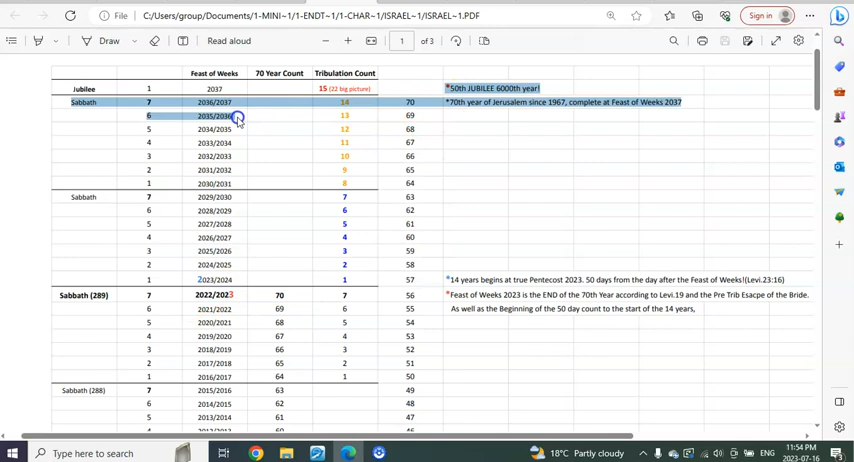 File C:/Users/group/Documents/1-MINI~1/1-ENDT~1/1-CHAR~1/ISRAEL~1/ISRAEL~1.PDF Sign in
Draw Read aloud 1 of 3
Feast of Weeks 70 Year Count Tribulation Count
Jubilee 1 2037 15 (22 big picture) *50th JUBILEE 6000th year!
Sabbath 7 2036/2037 14 70 *70th year of Jerusalem since 1967, complete at Feast of Weeks 2037
6 2035/2036 13 69
5 2034/2035 12 68
4 2033/2034 11 67
3 2032/2033 10 66
2 2031/2032 9 65
1 2030/2031 8 64
Sabbath 7 2029/2030 7 63
6 2028/2029 6 62
5 2027/2028 5 61
4 2026/2027 4 60
3 2025/2026 3 59
2 2024/2025 2 58
1 2023/2024 1 57 *14 years begins at true Pentecost 2023. 50 days from the day after the Feast of Weeks!(Levi.23:16)
Sabbath (289) 7 2022/2023 70 7 56 *Feast of Weeks 2023 is the END of the 70th Year according to Levi.19 and the Pre Trib Esacpe of the Bride.
6 2021/2022 69 6 55 As well as the Beginning of the 50 day count to the start of the 14 years,
5 2020/2021 68 5 54
4 2019/2020 67 4 53
3 2018/2019 66 3 52
2 2017/2018 65 2 51
1 2016/2017 64 1 50
Sabbath (288) 7 2015/2016 63 49
6 2014/2015 62 48
5 2013/2014 61 47
Type here to search 18°C Partly cloudy ENG 11:54 PM 2023-07-16 3